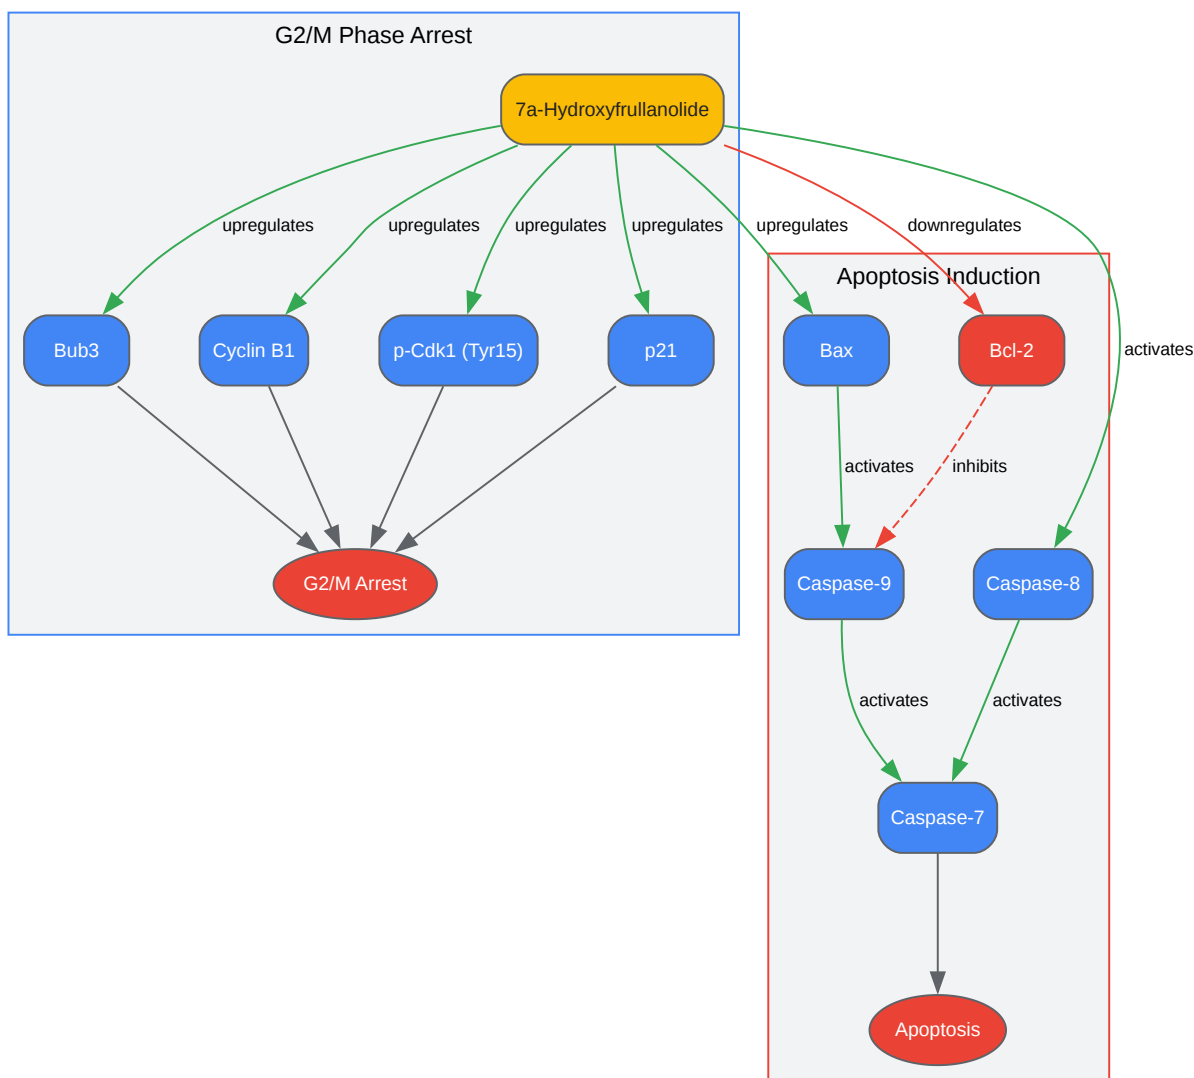 G2/M Phase Arrest
7a-Hydroxyfrullanolide
upregulates
upregulates
upregulates
upregulates
upregulates
downregulates
Apoptosis Induction
Bub3
Cyclin B1
p-Cdk1 (Tyr15)
p21
Bax
Bcl-2
activates
activates
inhibits
G2/M Arrest
Caspase-9
Caspase-8
activates
activates
Caspase-7
Apoptosis